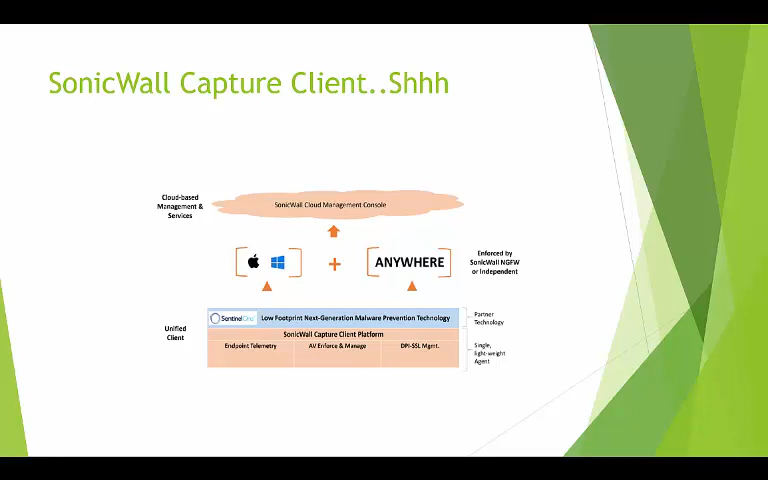 SonicWall Capture Client..Shhh
Cloud-based
Management &
Services
SonicWall Cloud Management Console
ANYWHERE
Enforced by
SonicWall NGFW
or Independent
Unified
Client
SentinelOne
Low Footprint Next-Generation Malware Prevention Technology
Partner
Technology
SonicWall Capture Client Platform
Endpoint Telemetry
AV Enforce & Manage
DPI-SSL Mgmt.
Single,
light-weight
Agent